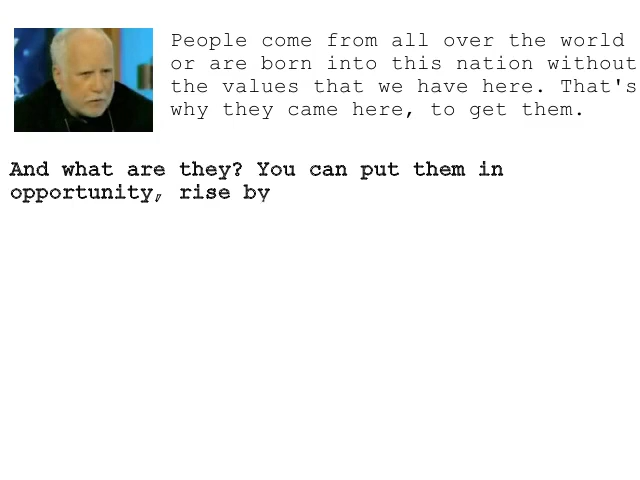 People come from all over the world
or are born into this nation without
the values that we have here. That's
why they came here, to get them.
And what are they? You can put them in
opportunity, rise by